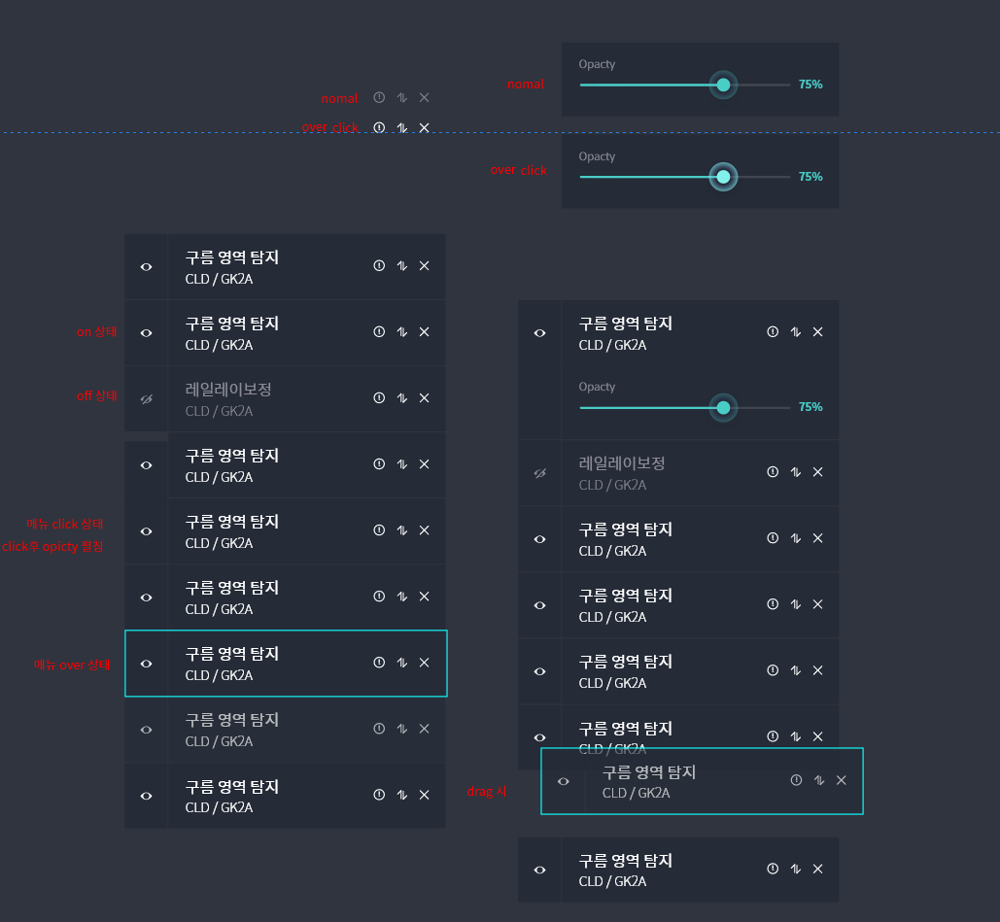 Opacty
nomal
75%
nomal
over click
Opacty
over click
75%
구름 영역 탐지
CLD / GK2A
on 상태
구름 영역 탐지
CLD / GK2A
off 상태
레일레이보정
CLD / GK2A
구름 영역 탐지
CLD / GK2A
메뉴 click 상태
click후 opicty 펼침
구름 영역 탐지
CLD / GK2A
구름 영역 탐지
CLD / GK2A
메뉴 over 상태
구름 영역 탐지
CLD / GK2A
구름 영역 탐지
CLD / GK2A
구름 영역 탐지
CLD / GK2A
구름 영역 탐지
CLD / GK2A
Opacty
75%
레일레이보정
CLD / GK2A
구름 영역 탐지
CLD / GK2A
구름 영역 탐지
CLD / GK2A
구름 영역 탐지
CLD / GK2A
구름 영역 탐지
CLD / GK2A
drag 시
구름 영역 탐지
CLD / GK2A
구름 영역 탐지
CLD / GK2A